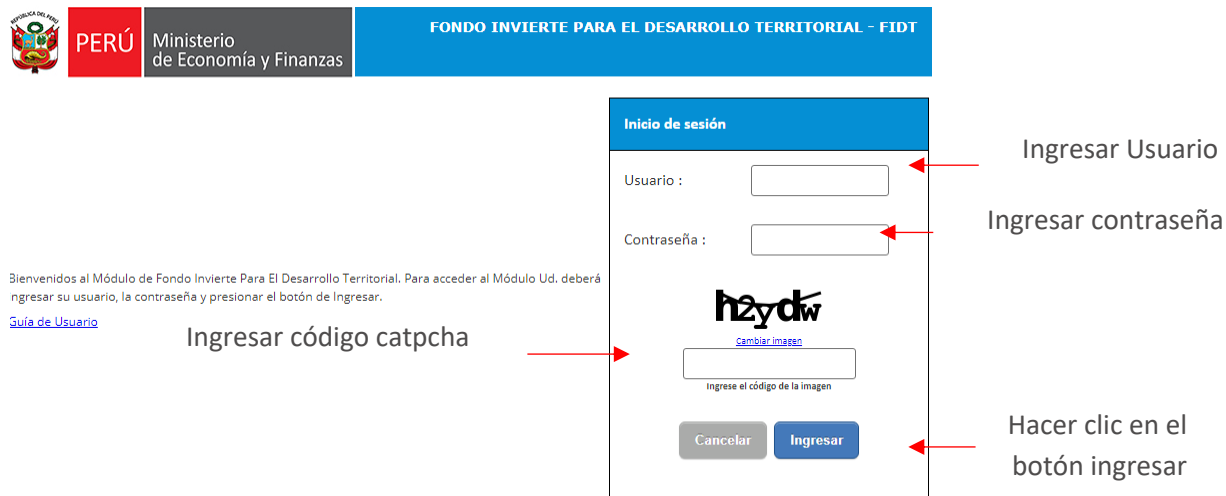 REPUBLICA DEL PERU
PERÚ
Ministerio
de Economía y Finanzas
FONDO INVIERTE PARA EL DESARROLLO TERRITORIAL - FIDT
Inicio de sesión
Ingresar Usuario
Usuario :
Ingresar contraseña
Contraseña :
Bienvenidos al Módulo de Fondo Invierte Para El Desarrollo Territorial. Para acceder al Módulo Ud. deberá
ngresar su usuario, la contraseña y presionar el botón de Ingresar.
Guía de Usuario
h2ydw
Ingresar código catpcha
Cambiar imagen
Ingrese el código de la imagen
Cancelar
Ingresar
Hacer clic en el
botón ingresar